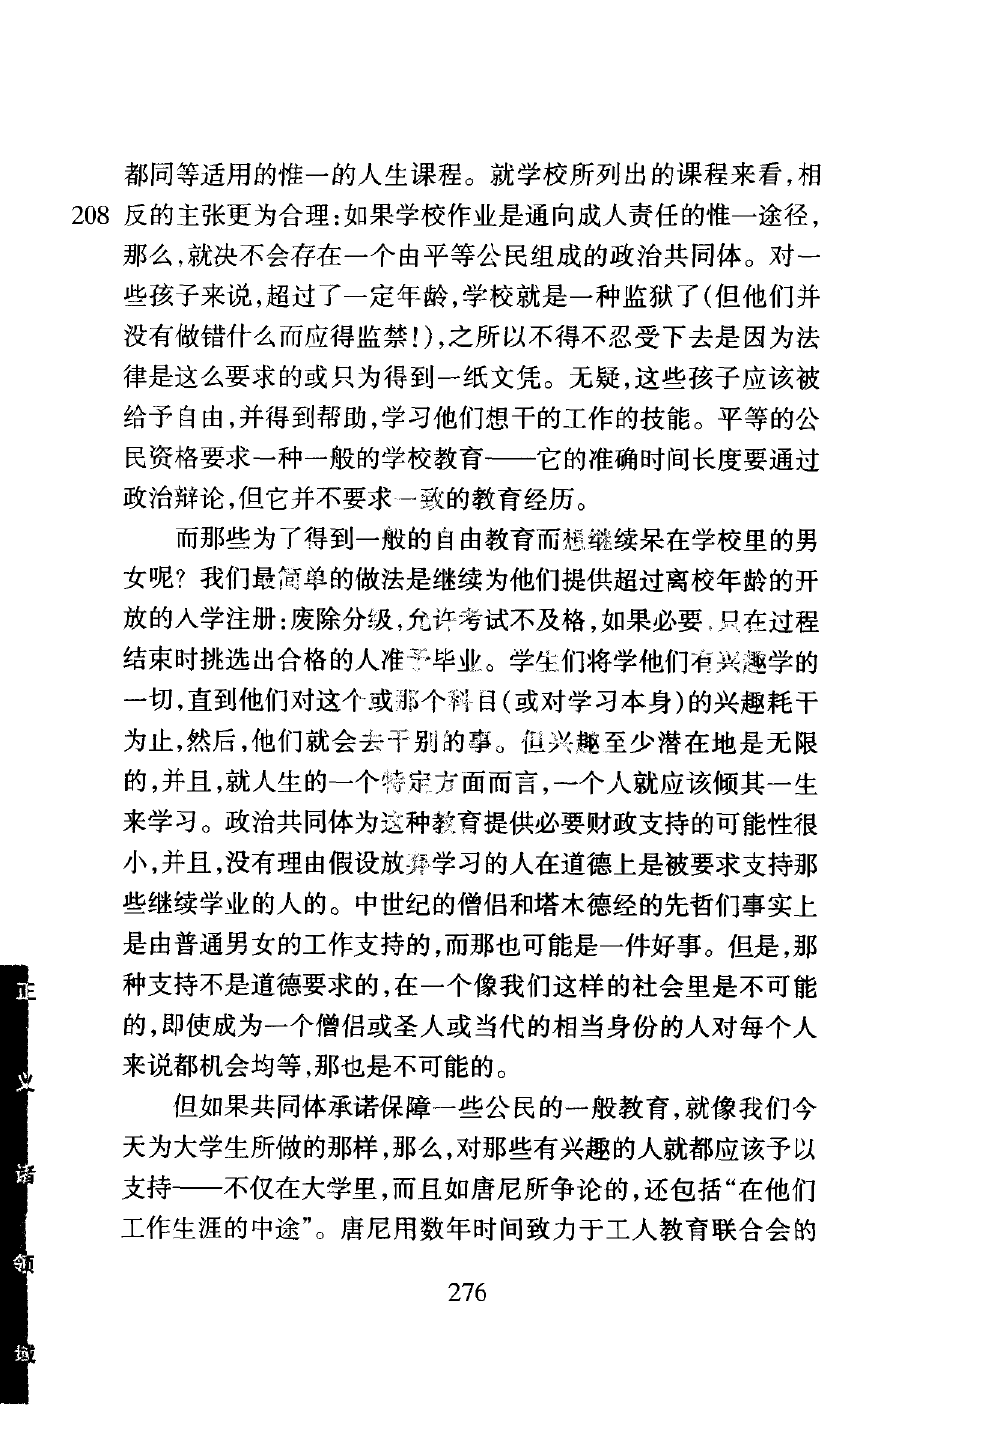 都同等适用的惟一的人生课程。就学校所列出的课程来看,相
208 反的主张更为合理:如果学校作业是通向成人责任的惟一途径,
那么,就决不会存在一个由平等公民组成的政治共同体。对一
些孩子来说,超过了一定年龄,学校就是一种监狱了(但他们并
没有做错什么而应得监禁!),之所以不得不忍受下去是因为法
律是这么要求的或只为得到一纸文凭。无疑,这些孩子应该被
给予自由,并得到帮助,学习他们想干的工作的技能。平等的公
民资格要求一种一般的学校教育——它的准确时间长度要通过
政治辩论,但它并不要求一致的教育经历。
而那些为了得到一般的自由教育而想继续呆在学校里的男
女呢?我们最简单的做法是继续为他们提供超过离校年龄的开
放的入学注册:废除分级,允许考试不及格,如果必要,只在过程
结束时挑选出合格的人准予毕业。学生们将学他们有兴趣学的
一切,直到他们对这个或那个科目(或对学习本身)的兴趣耗干
为止,然后,他们就会去干别的事。但兴趣至少潜在地是无限
的,并且,就人生的一个特定方面而言,一个人就应该倾其一生
来学习。政治共同体为这种教育提供必要财政支持的可能性很
小,并且,没有理由假设放弃学习的人在道德上是被要求支持那
些继续学业的人的。中世纪的僧侣和塔木德经的先哲们事实上
是由普通男女的工作支持的,而那也可能是一件好事。但是,那
种支持不是道德要求的,在一个像我们这样的社会里是不可能
的,即使成为一个僧侣或圣人或当代的相当身份的人对每个人
来说都机会均等,那也是不可能的。
但如果共同体承诺保障一些公民的一般教育,就像我们今
天为大学生所做的那样,那么,对那些有兴趣的人就都应该予以
支持——不仅在大学里,而且如唐尼所争论的,还包括“在他们
工作生涯的中途”。唐尼用数年时间致力于工人教育联合会的
276
正义诸领域